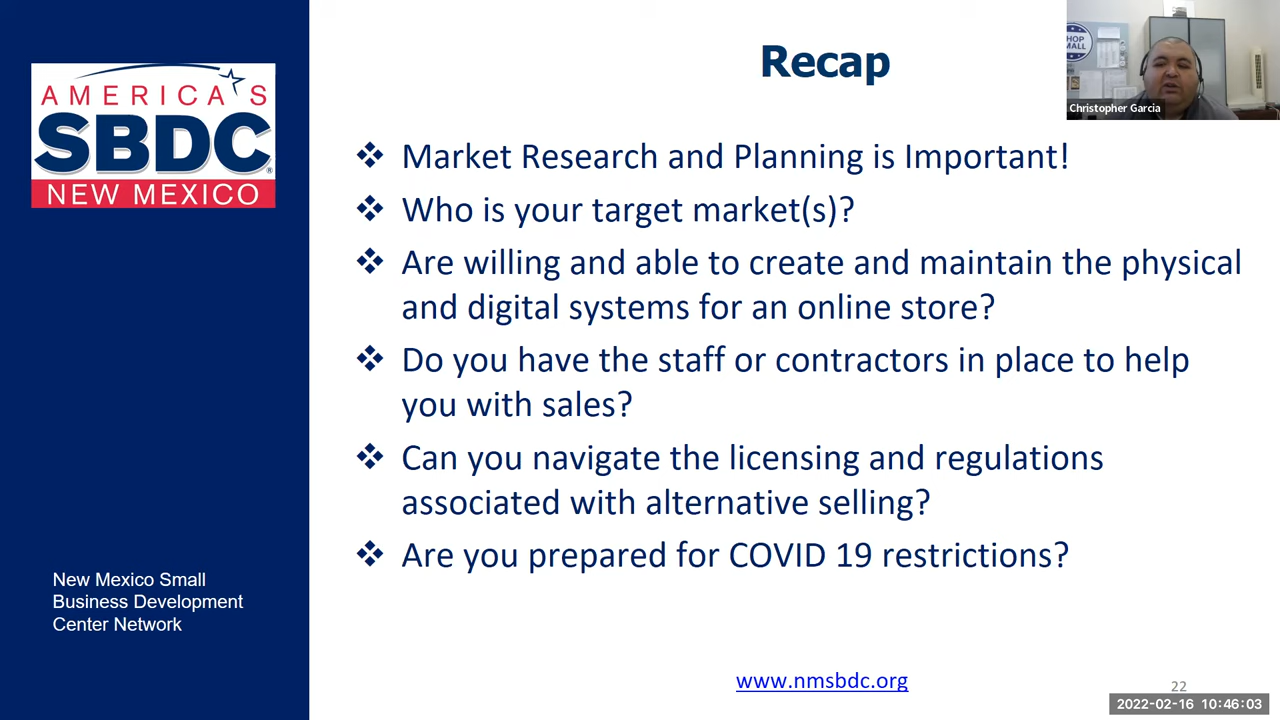 AMERICA'S
SBDC
NEW MEXICO
Recap
SHOP
SMALL
Christopher Garcia
❖ Market Research and Planning is Important!
❖ Who is your target market(s)?
❖ Are willing and able to create and maintain the physical
and digital systems for an online store?
❖ Do you have the staff or contractors in place to help
you with sales?
❖ Can you navigate the licensing and regulations
associated with alternative selling?
❖ Are you prepared for COVID 19 restrictions?
New Mexico Small
Business Development
Center Network
www.nmsbdc.org
22
2022-02-16 10:46:03